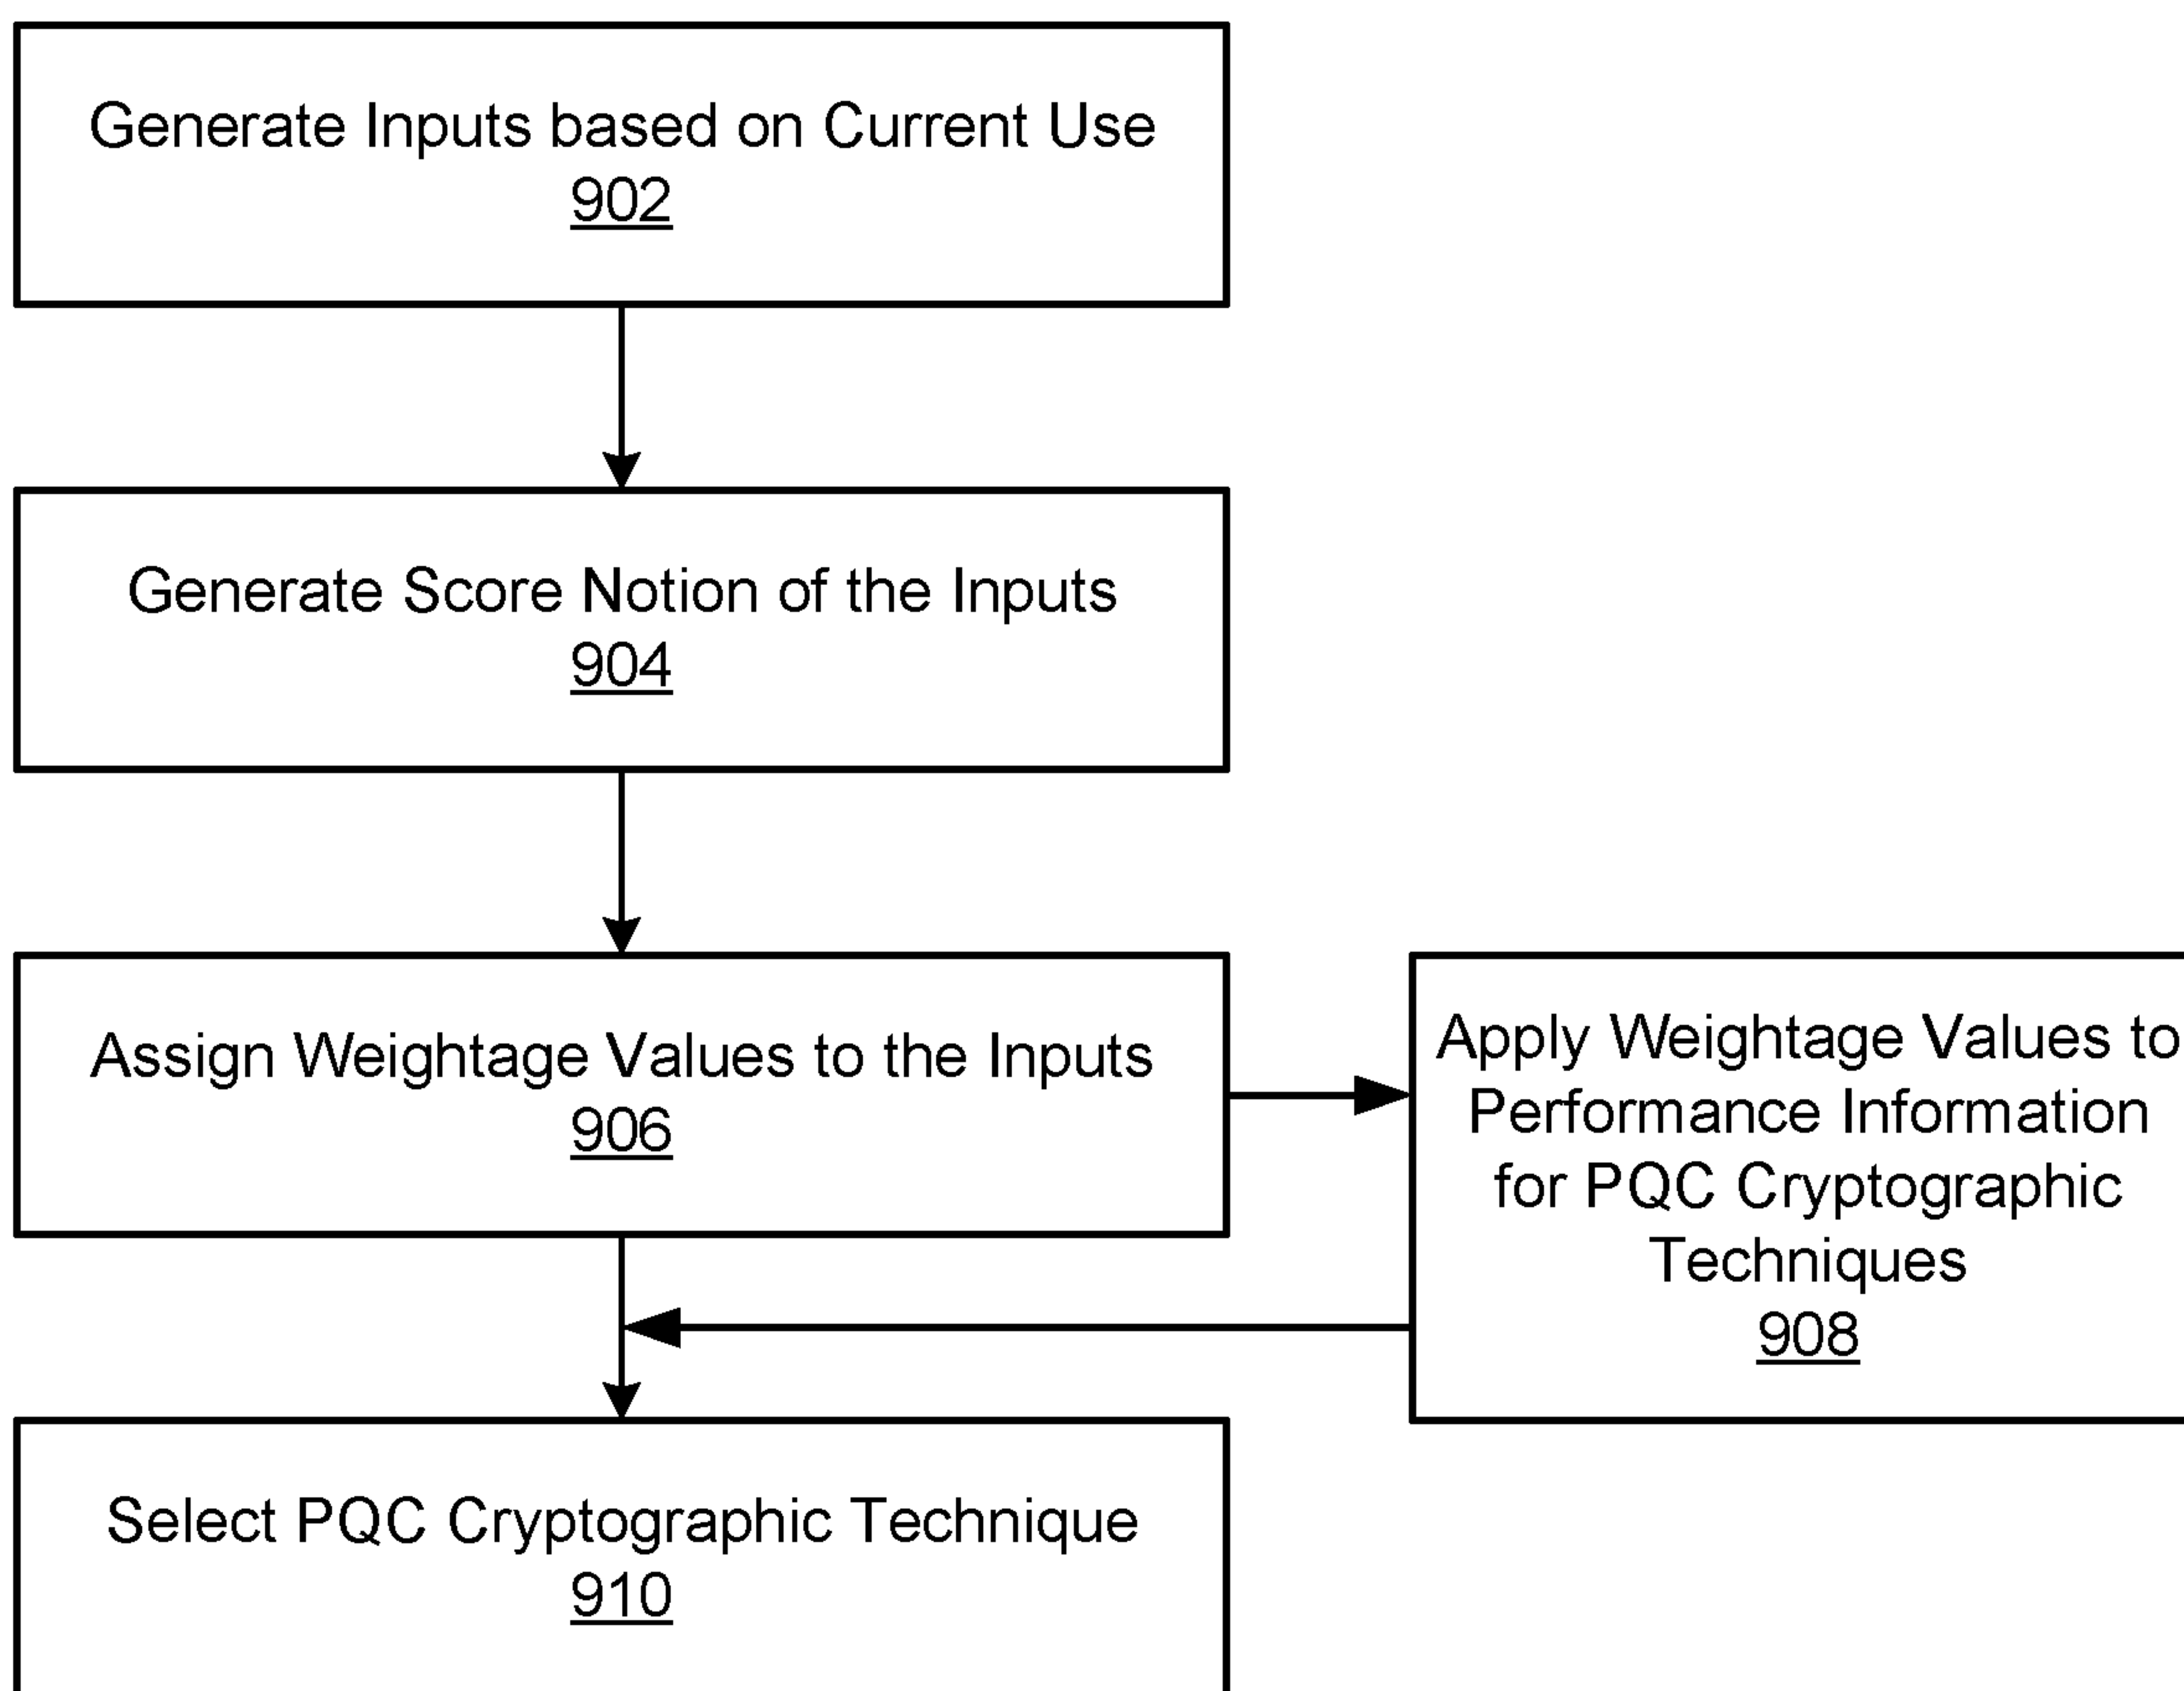 Generate Inputs based on Current Use
902
Generate Score Notion of the Inputs
904
Assign Weightage Values to the Inputs
906
Apply Weightage Values to
Performance Information
for PQC Cryptographic
Techniques
908
Select PQC Cryptographic Technique
910